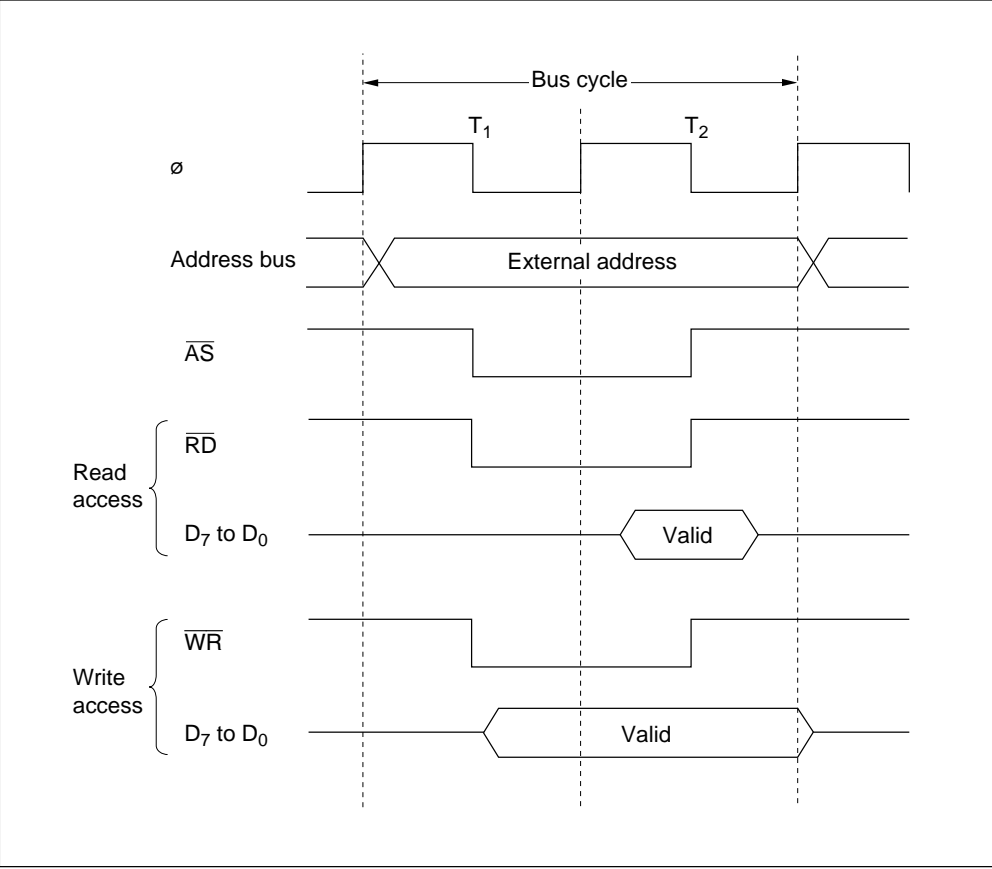 Bus cycle
T1 T2
ø
Address bus External address
AS
RD
Read
access
D7 to D0 Valid
WR
Write
access
D7 to D0 Valid